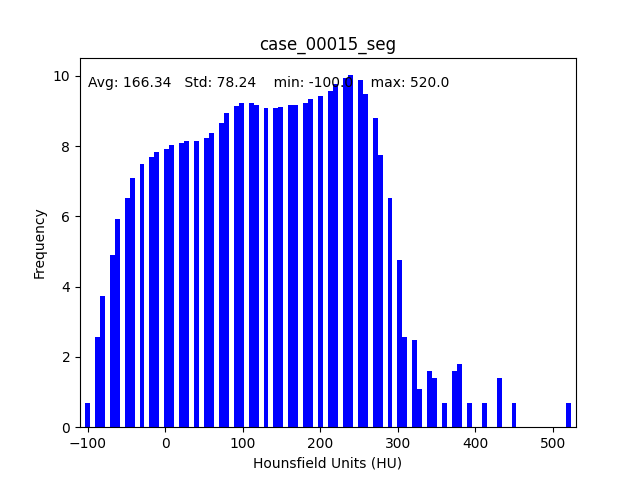 case_00015_seg
Avg: 166.34 Std: 78.24 min: -100.0 max: 520.0
10
8
6
4
2
0
Frequency
−100 0 100 200 300 400 500
Hounsfield Units (HU)